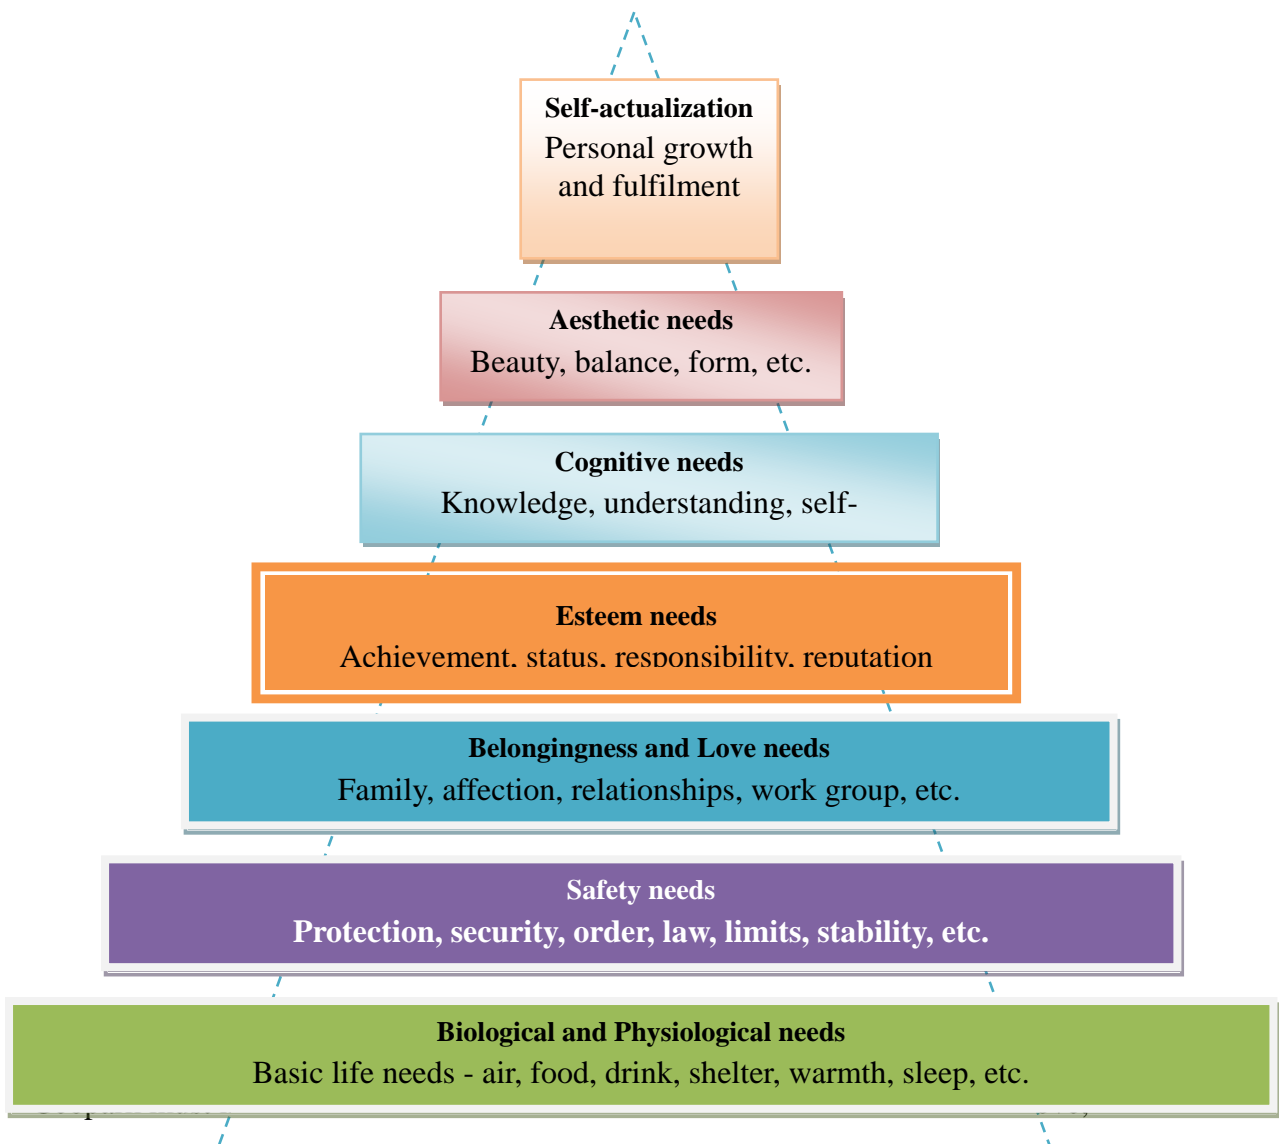 Self-actualization
Personal growth
and fulfilment
Aesthetic needs
Beauty, balance, form, etc.
Cognitive needs
Knowledge, understanding, self-
Esteem needs
Achievement, status, responsibility, reputation
Belongingness and Love needs
Family, affection, relationships, work group, etc.
Safety needs
Protection, security, order, law, limits, stability, etc.
Biological and Physiological needs
Basic life needs - air, food, drink, shelter, warmth, sleep, etc.